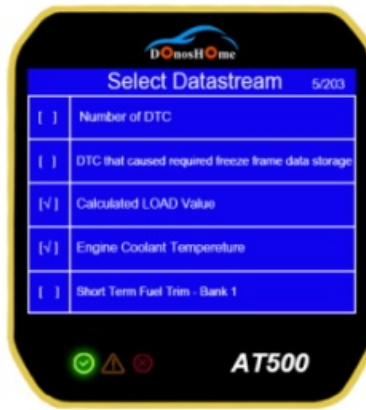 DOnosHOme
Select Datastream 5/203
[ ] Number of DTC
[ ] DTC that caused required freeze frame data storage
[√] Calculated LOAD Value
[√] Engine Coolant Tempereture
[ ] Short Term Fuel Trim - Bank 1
AT500